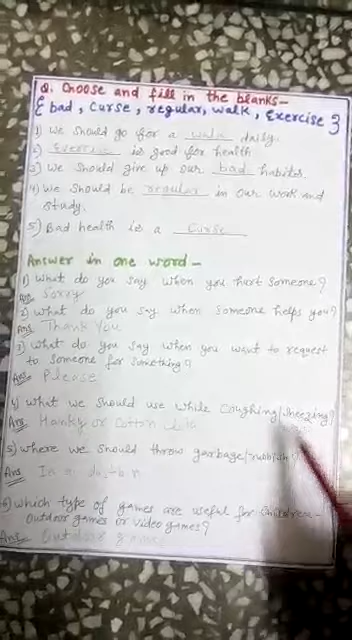 Q. Choose and fill in the blanks-
{ bad, Curse, regular, walk, Exercise }
1) We should go for a walk daily.
2) Exercise is good for health
3) We should give up our bad habits.
4) We should be regular in our work and
study.
5) Bad health is a Curse
Answer in one word -
1) What do you say when you hurt someone?
Ans Sorry
2) What do you say when someone helps you?
Ans Thank You
3) What do you say when you want to request
to someone for something?
Ans Please
4) What we should use while Coughing/sneezing?
Ans Hanky or Cotton
5) Where we should throw garbage/rubbish?
Ans In a
6) Which type of games are useful for Children-
Outdoor games or video games?
Ans Outdoor games